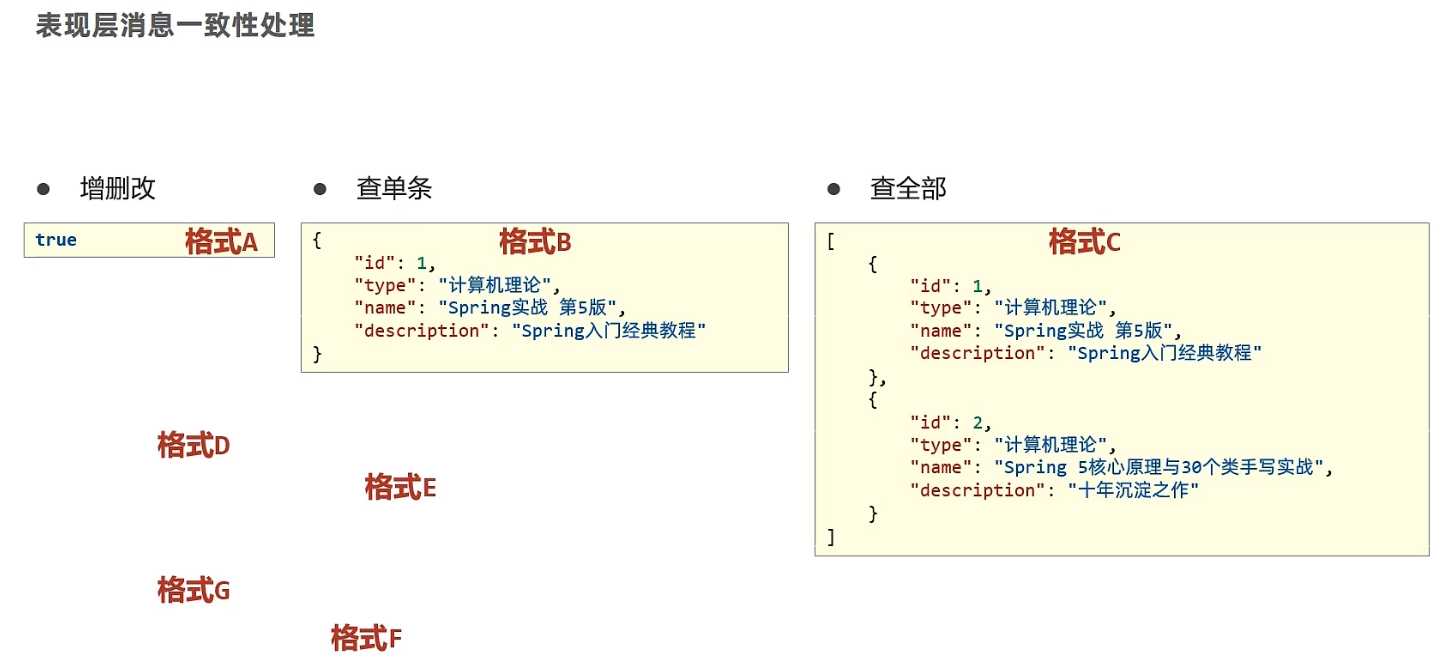 表现层消息一致性处理
● 增删改
true 格式A
● 查单条
{ 格式B
"id": 1,
"type": "计算机理论",
"name": "Spring实战 第5版",
"description": "Spring入门经典教程"
}
● 查全部
[ 格式C
{
"id": 1,
"type": "计算机理论",
"name": "Spring实战 第5版",
"description": "Spring入门经典教程"
},
{
"id": 2,
"type": "计算机理论",
"name": "Spring 5核心原理与30个类手写实战",
"description": "十年沉淀之作"
}
]
格式D
格式E
格式G
格式F